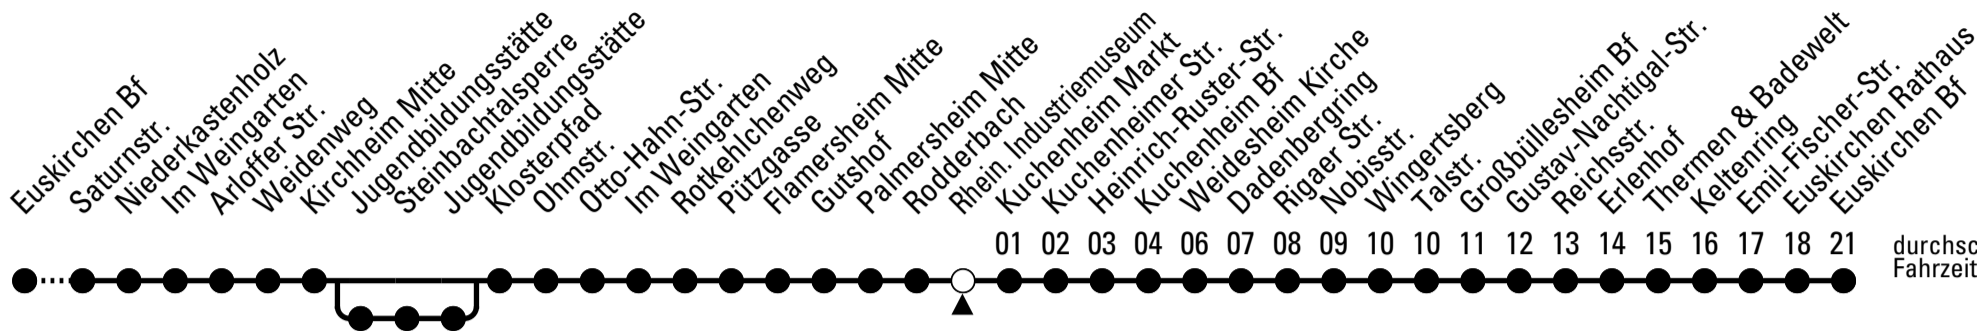 Euskirchen Bf
Saturnstr.
Niederkastenholz
Im Weingarten
Arloffer Str.
Weidenweg
Kirchheim Mitte
Jugendbildungsstätte
Steinbachtalsperre
Jugendbildungsstätte
Klosterpfad
Ohmstr.
Otto-Hahn-Str.
Im Weingarten
Rotkehlchenweg
Pützgasse
Flamersheim Mitte
Gutshof
Palmersheim Mitte
Rodderbach
Rhein. Industriemuseum
Kuchenheim Markt
Kuchenheimer Str.
Heinrich-Ruster-Str.
Kuchenheim Bf
Weidesheim Kirche
Dadenbergring
Rigaer Str.
Nobisstr.
Wingertsberg
Talstr.
Großbüllesheim Bf
Gustav-Nachtigal-Str.
Reichsstr.
Erlenhof
Thermen & Badewelt
Keltenring
Emil-Fischer-Str.
Euskirchen Rathaus
Euskirchen Bf
01 02 03 04 06 07 08 09 10 10 11 12 13 14 15 16 17 18 21
durchsc
Fahrzeit